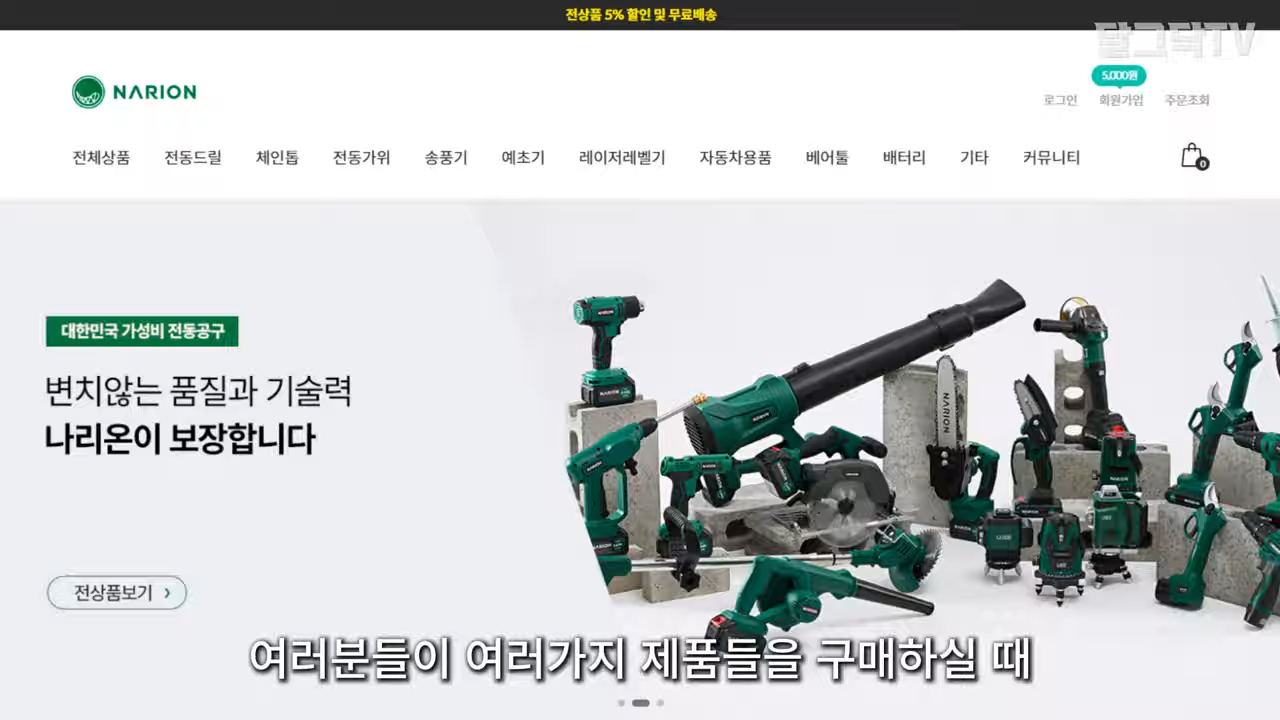 전상품 5% 할인 및 무료배송
탈그닥TV
NARION
5,000원
로그인 회원가입 주문조회
전체상품 전동드릴 체인톱 전동가위 송풍기 예초기 레이저레벨기 자동차용품 베어툴 배터리 기타 커뮤니티
0
대한민국 가성비 전동공구
변치않는 품질과 기술력
나리온이 보장합니다
NARION
전상품보기 ›
여러분들이 여러가지 제품들을 구매하실 때